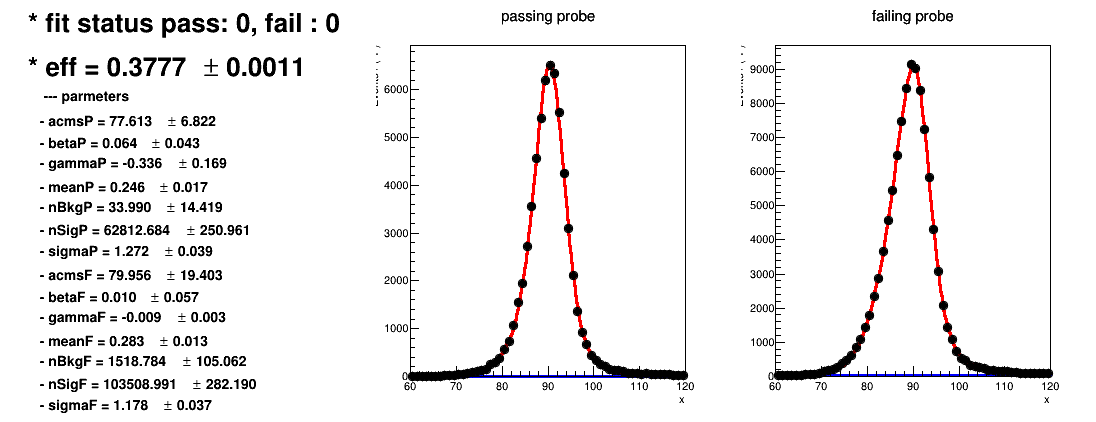 * fit status pass: 0, fail : 0
* eff = 0.3777 ± 0.0011
--- parmeters
- acmsP = 77.613 ± 6.822
- betaP = 0.064 ± 0.043
- gammaP = -0.336 ± 0.169
- meanP = 0.246 ± 0.017
- nBkgP = 33.990 ± 14.419
- nSigP = 62812.684 ± 250.961
- sigmaP = 1.272 ± 0.039
- acmsF = 79.956 ± 19.403
- betaF = 0.010 ± 0.057
- gammaF = -0.009 ± 0.003
- meanF = 0.283 ± 0.013
- nBkgF = 1518.784 ± 105.062
- nSigF = 103508.991 ± 282.190
- sigmaF = 1.178 ± 0.037
passing probe
6000
5000
4000
3000
2000
1000
0
60 70 80 90 100 110 120
x
failing probe
9000
8000
7000
6000
5000
4000
3000
2000
1000
0
60 70 80 90 100 110 120
x